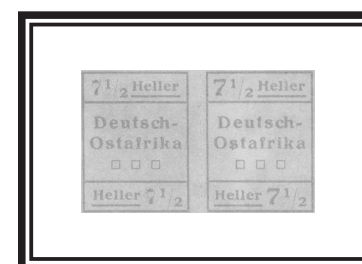 7 1/2 Heller
Deutsch-
Ostafrika
Heller 7 1/2
7 1/2 Heller
Deutsch-
Ostafrika
Heller 7 1/2